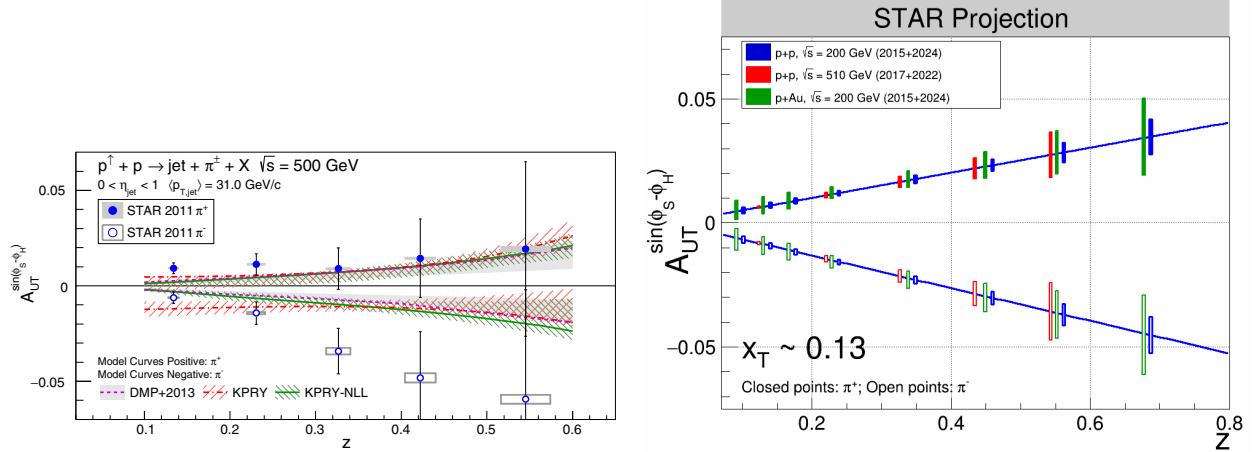 p↑ + p → jet + π± + X √s = 500 GeV
0 < ηjet < 1 ⟨pT,jet⟩ = 31.0 GeV/c
STAR 2011 π+
STAR 2011 π-
0.05
0
−0.05
AUT sin(φS-φH)
Model Curves Positive: π+
Model Curves Negative: π-
DMP+2013 KPRY KPRY-NLL
0.1 0.2 0.3 0.4 0.5 0.6
z
STAR Projection
p+p, √s = 200 GeV (2015+2024)
p+p, √s = 510 GeV (2017+2022)
p+Au, √s = 200 GeV (2015+2024)
0.05
0
−0.05
AUT sin(φS-φH)
xT ~ 0.13
Closed points: π+; Open points: π-
0.2 0.4 0.6 0.8
z